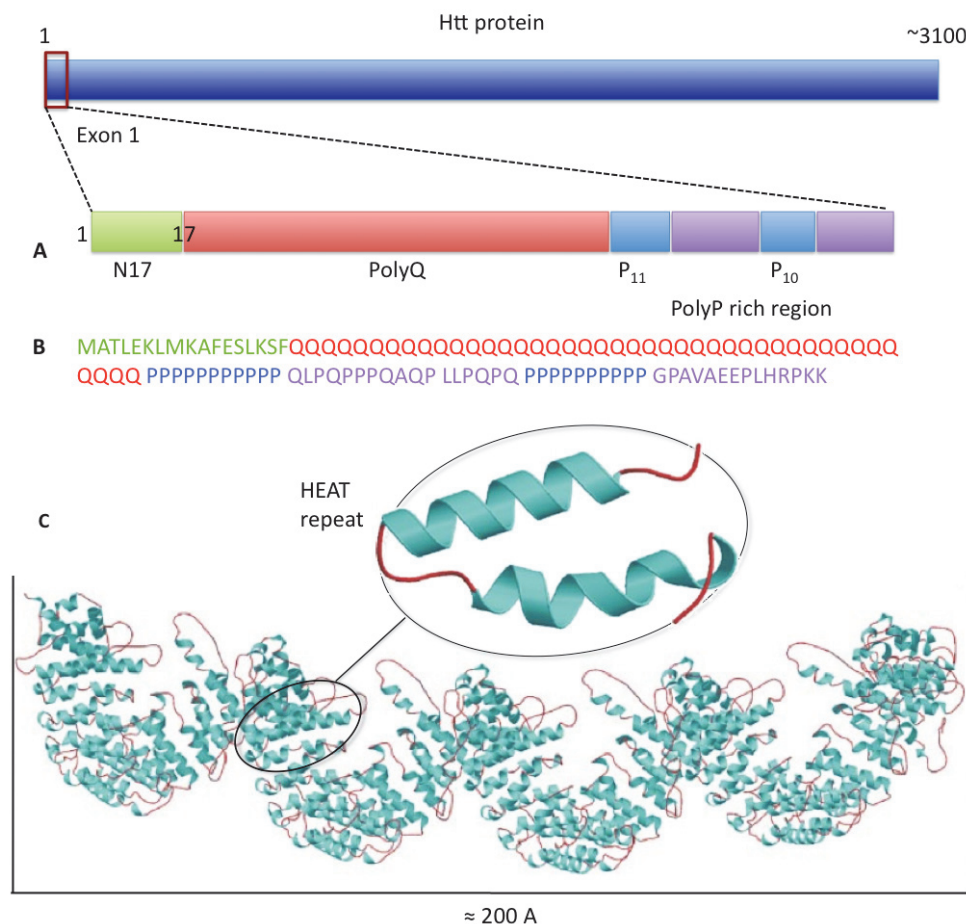 Htt protein
1 ~3100
Exon 1
1 17
A
N17 PolyQ P11 P10
PolyP rich region
B MATLEKLMKAFESLKSFQQQQQQQQQQQQQQQQQQQQQQQQQQQQQQQQQQQQQQ
QQQQ PPPPPPPPPPP QLPQPPPQAQP LLPQPQ PPPPPPPPPP GPAVAEEPLHRPKK
HEAT
repeat
C
≈ 200 A